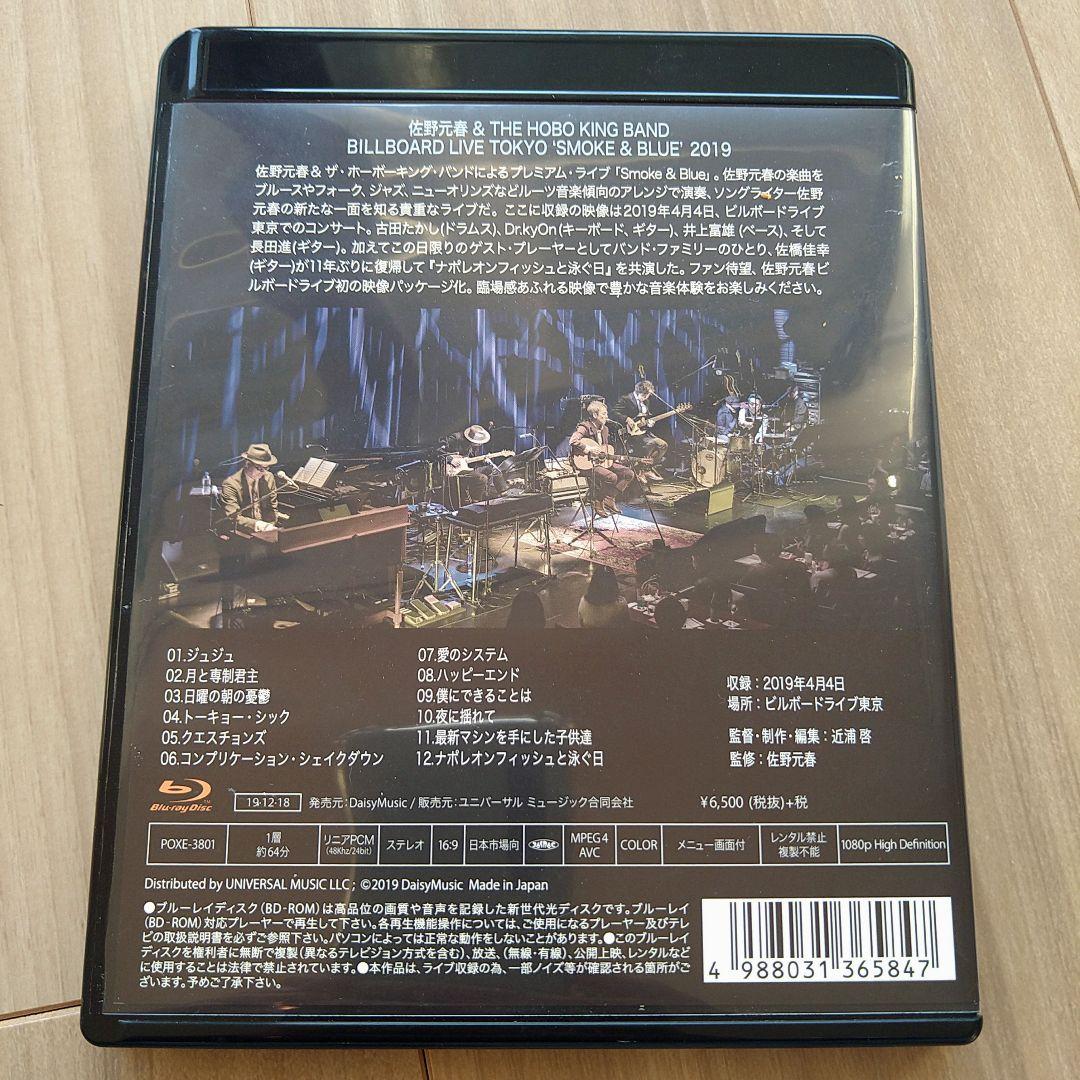 佐野元春 & THE HOBO KING BAND
BILLBOARD LIVE TOKYO ‘SMOKE & BLUE’ 2019
佐野元春 & ザ・ホーボーキング・バンドによるプレミアム・ライブ「Smoke & Blue」。佐野元春の楽曲を
ブルースやフォーク、ジャズ、ニューオリンズなどルーツ音楽傾向のアレンジで演奏、ソングライター佐野
元春の新たな一面を知る貴重なライブだ。ここに収録の映像は2019年4月4日、ビルボードライブ
東京でのコンサート。古田たかし(ドラムス)、Dr.kyOn(キーボード、ギター)、井上富雄(ベース)、そして
長田進(ギター)。加えてこの日限りのゲスト・プレーヤーとしてバンド・ファミリーのひとり、佐橋佳幸
(ギター)が11年ぶりに復帰して『ナポレオンフィッシュと泳ぐ日』を共演した。ファン待望、佐野元春ビ
ルボードライブ初の映像パッケージ化。臨場感あふれる映像で豊かな音楽体験をお楽しみください。
01.ジュジュ
02.月と専制君主
03.日曜の朝の憂鬱
04.トーキョー・シック
05.クエスチョンズ
06.コンプリケーション・シェイクダウン
07.愛のシステム
08.ハッピーエンド
09.僕にできることは
10.夜に揺れて
11.最新マシンを手にした子供達
12.ナポレオンフィッシュと泳ぐ日
収録：2019年4月4日
場所：ビルボードライブ東京
監督・制作・編集：近浦 啓
監修：佐野元春
Blu-ray Disc
19・12・18 発売元：DaisyMusic / 販売元：ユニバーサル ミュージック合同会社 ¥6,500 (税抜)+税
POXE-3801 1層 約64分 リニアPCM (48Khz/24bit) ステレオ 16:9 日本市場向 MPEG 4 AVC COLOR メニュー画面付 レンタル禁止 複製不能 1080p High Definition
Distributed by UNIVERSAL MUSIC LLC ; ©2019 DaisyMusic Made in Japan
●ブルーレイディスク(BD-ROM)は高品位の画質や音声を記録した新世代光ディスクです。ブルーレイ
(BD-ROM)対応プレーヤーで再生して下さい。各再生機能操作については、ご使用になるプレーヤー及びテレ
ビの取扱説明書を必ずご参照下さい。パソコンによっては正常な動作をしないことがあります。●このブルーレイ
ディスクを権利者に無断で複製(異なるテレビジョン方式を含む)、放送、(無線・有線)、公開上映、レンタルなど
に使用することは法律で禁止されています。●本作品は、ライブ収録の為、一部ノイズ等が確認される箇所がご
ざいます。予めご了承下さい。
4 988031 365847